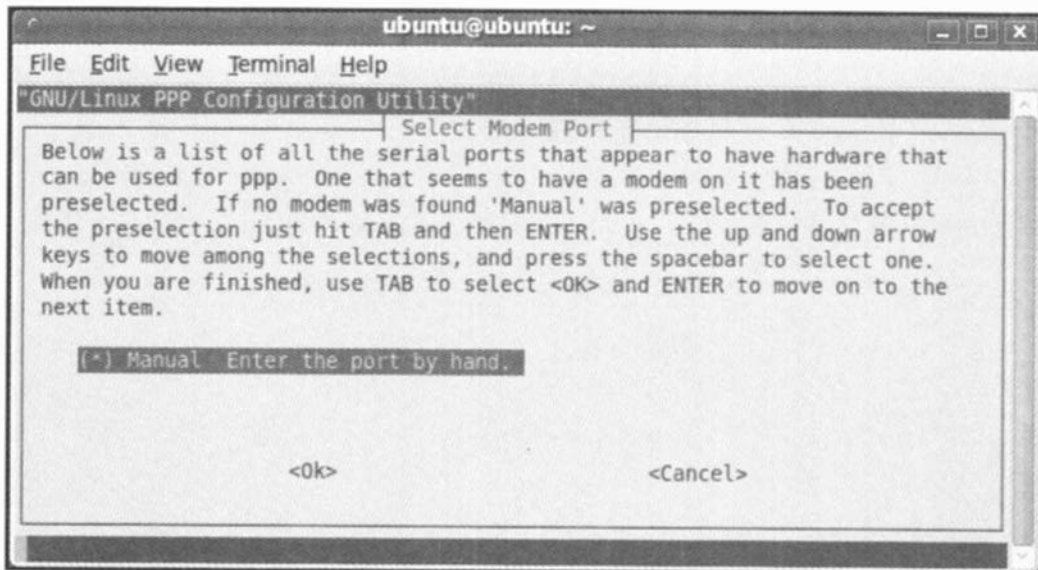 ubuntu@ubuntu: ~
File Edit View Terminal Help
"GNU/Linux PPP Configuration Utility"
Select Modem Port
Below is a list of all the serial ports that appear to have hardware that
can be used for ppp.  One that seems to have a modem on it has been
preselected.  If no modem was found 'Manual' was preselected.  To accept
the preselection just hit TAB and then ENTER.  Use the up and down arrow
keys to move among the selections, and press the spacebar to select one.
When you are finished, use TAB to select <OK> and ENTER to move on to the
next item.
(*) Manual  Enter the port by hand.
<Ok> <Cancel>